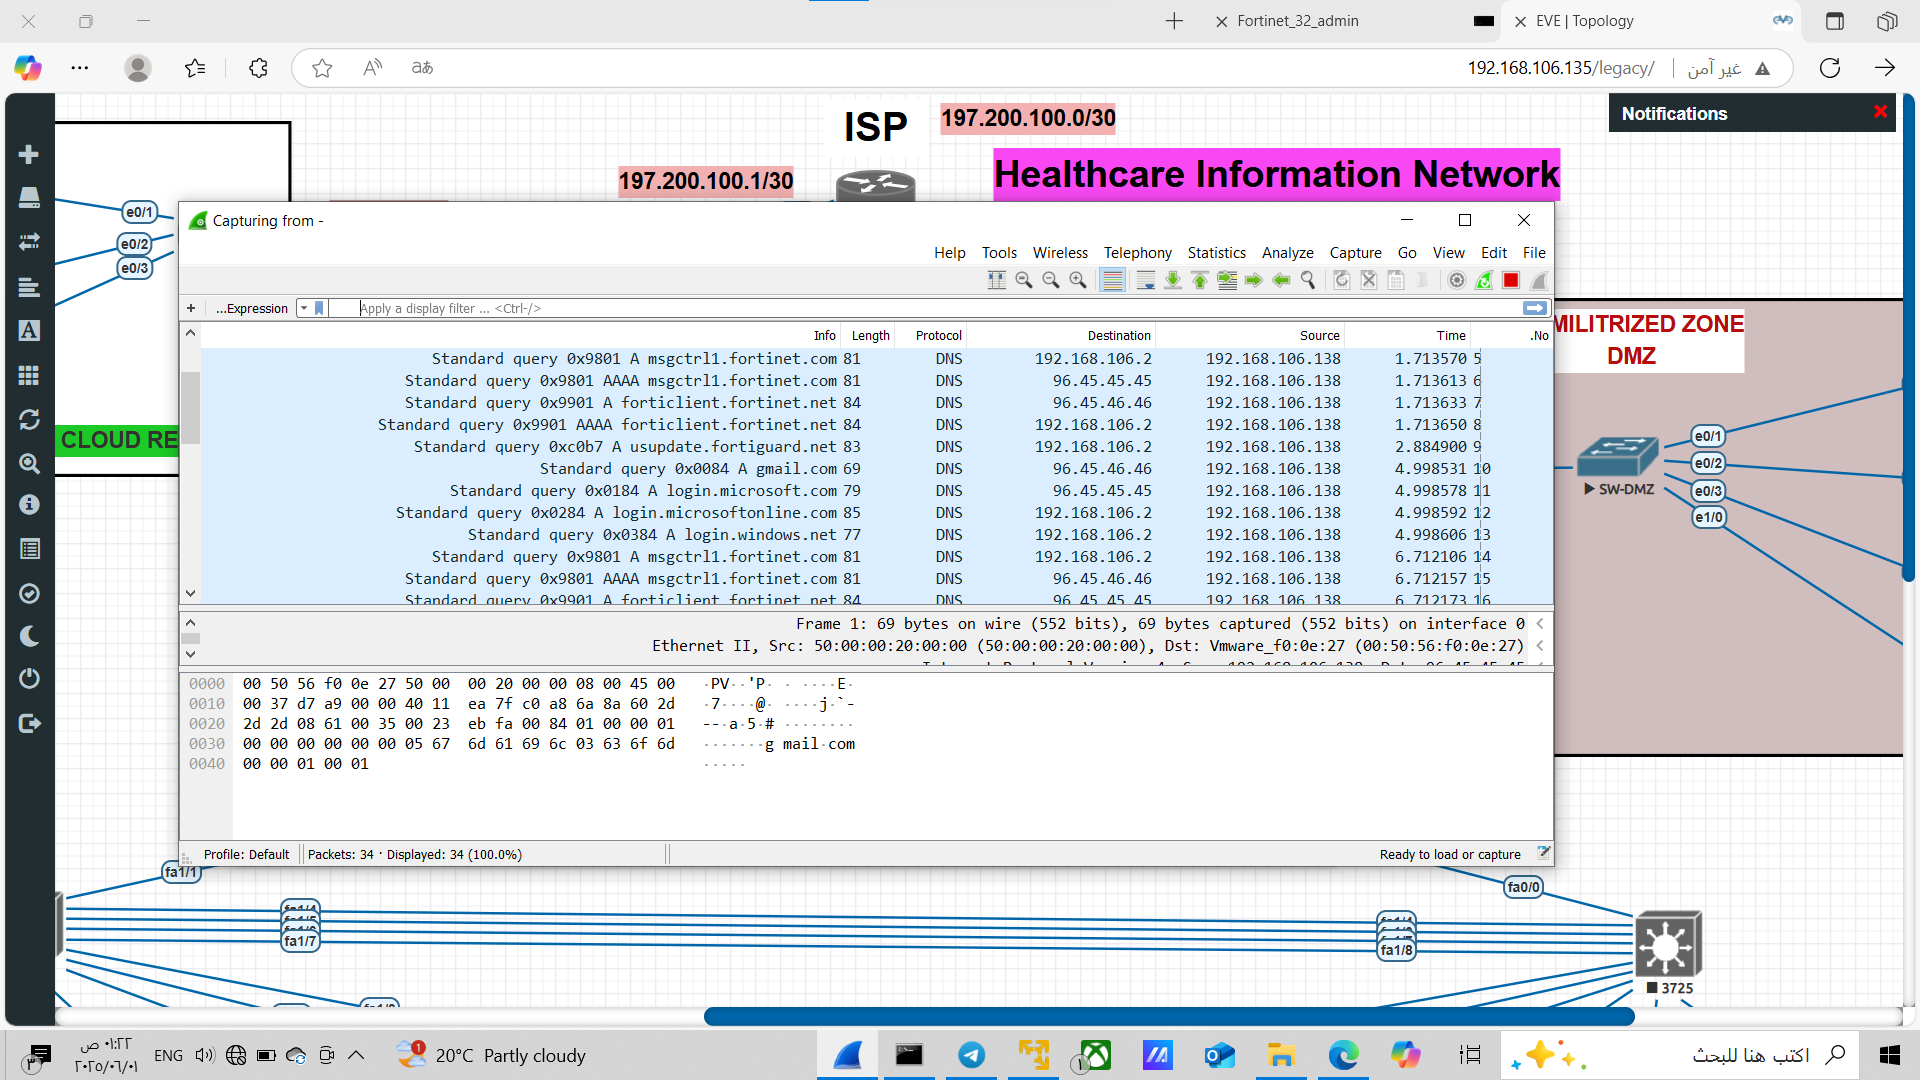 Fortinet_32_admin
EVE | Topology
192.168.106.135/legacy/
غير آمن
ISP
197.200.100.0/30
197.200.100.1/30
Healthcare Information Network
Notifications
e0/1
e0/2
e0/3
CLOUD RE
Capturing from -
Help Tools Wireless Telephony Statistics Analyze Capture Go View Edit File
+ ...Expression Apply a display filter ... <Ctrl-/>
Info Length Protocol Destination Source Time .No
Standard query 0x9801 A msgctrl1.fortinet.com 81 DNS 192.168.106.2 192.168.106.138 1.713570 5
Standard query 0x9801 AAAA msgctrl1.fortinet.com 81 DNS 96.45.45.45 192.168.106.138 1.713613 6
Standard query 0x9901 A forticlient.fortinet.net 84 DNS 96.45.45.46 192.168.106.138 1.713633 7
Standard query 0x9901 AAAA forticlient.fortinet.net 84 DNS 192.168.106.2 192.168.106.138 1.713650 8
Standard query 0xc0b7 A usupdate.fortiguard.net 83 DNS 192.168.106.2 192.168.106.138 2.884900 9
Standard query 0x0084 A gmail.com 69 DNS 96.45.46.46 192.168.106.138 4.998531 10
Standard query 0x0184 A login.microsoft.com 79 DNS 96.45.45.45 192.168.106.138 4.998578 11
Standard query 0x0284 A login.microsoftonline.com 85 DNS 192.168.106.2 192.168.106.138 4.998592 12
Standard query 0x0384 A login.windows.net 77 DNS 192.168.106.2 192.168.106.138 4.998606 13
Standard query 0x9801 A msgctrl1.fortinet.com 81 DNS 192.168.106.2 192.168.106.138 6.712106 14
Standard query 0x9801 AAAA msgctrl1.fortinet.com 81 DNS 96.45.46.46 192.168.106.138 6.712157 15
Standard query 0x9901 A forticlient.fortinet.net 84 DNS 96.45.45.45 192.168.106.138 6.712173 16
Frame 1: 69 bytes on wire (552 bits), 69 bytes captured (552 bits) on interface 0
Ethernet II, Src: 50:00:00:20:00:00 (50:00:00:20:00:00), Dst: Vmware_f0:0e:27 (00:50:56:f0:0e:27)
0000 00 50 56 f0 0e 27 50 00 00 20 00 00 08 00 45 00 ·PV··'P· · ····E·
0010 00 37 d7 a9 00 00 40 11 ea 7f c0 a8 6a 8a 60 2d ·7····@· ····j·`-
0020 2d 2d 08 61 00 35 00 23 eb fa 00 84 01 00 00 01 --·a·5·# ········
0030 00 00 00 00 00 00 05 67 6d 61 69 6c 03 63 6f 6d ·······g mail·com
0040 00 00 01 00 01 ·····
Profile: Default Packets: 34 · Displayed: 34 (100.0%) Ready to load or capture
MILITRIZED ZONE
DMZ
SW-DMZ
e0/1
e0/2
e0/3
e1/0
fa1/1
fa1/7
fa0/0
fa1/8
3725
٠١:٢٢ ص
٢٠٢٥/٠٦/٠١
ENG
1
20°C Partly cloudy
اكتب هنا للبحث